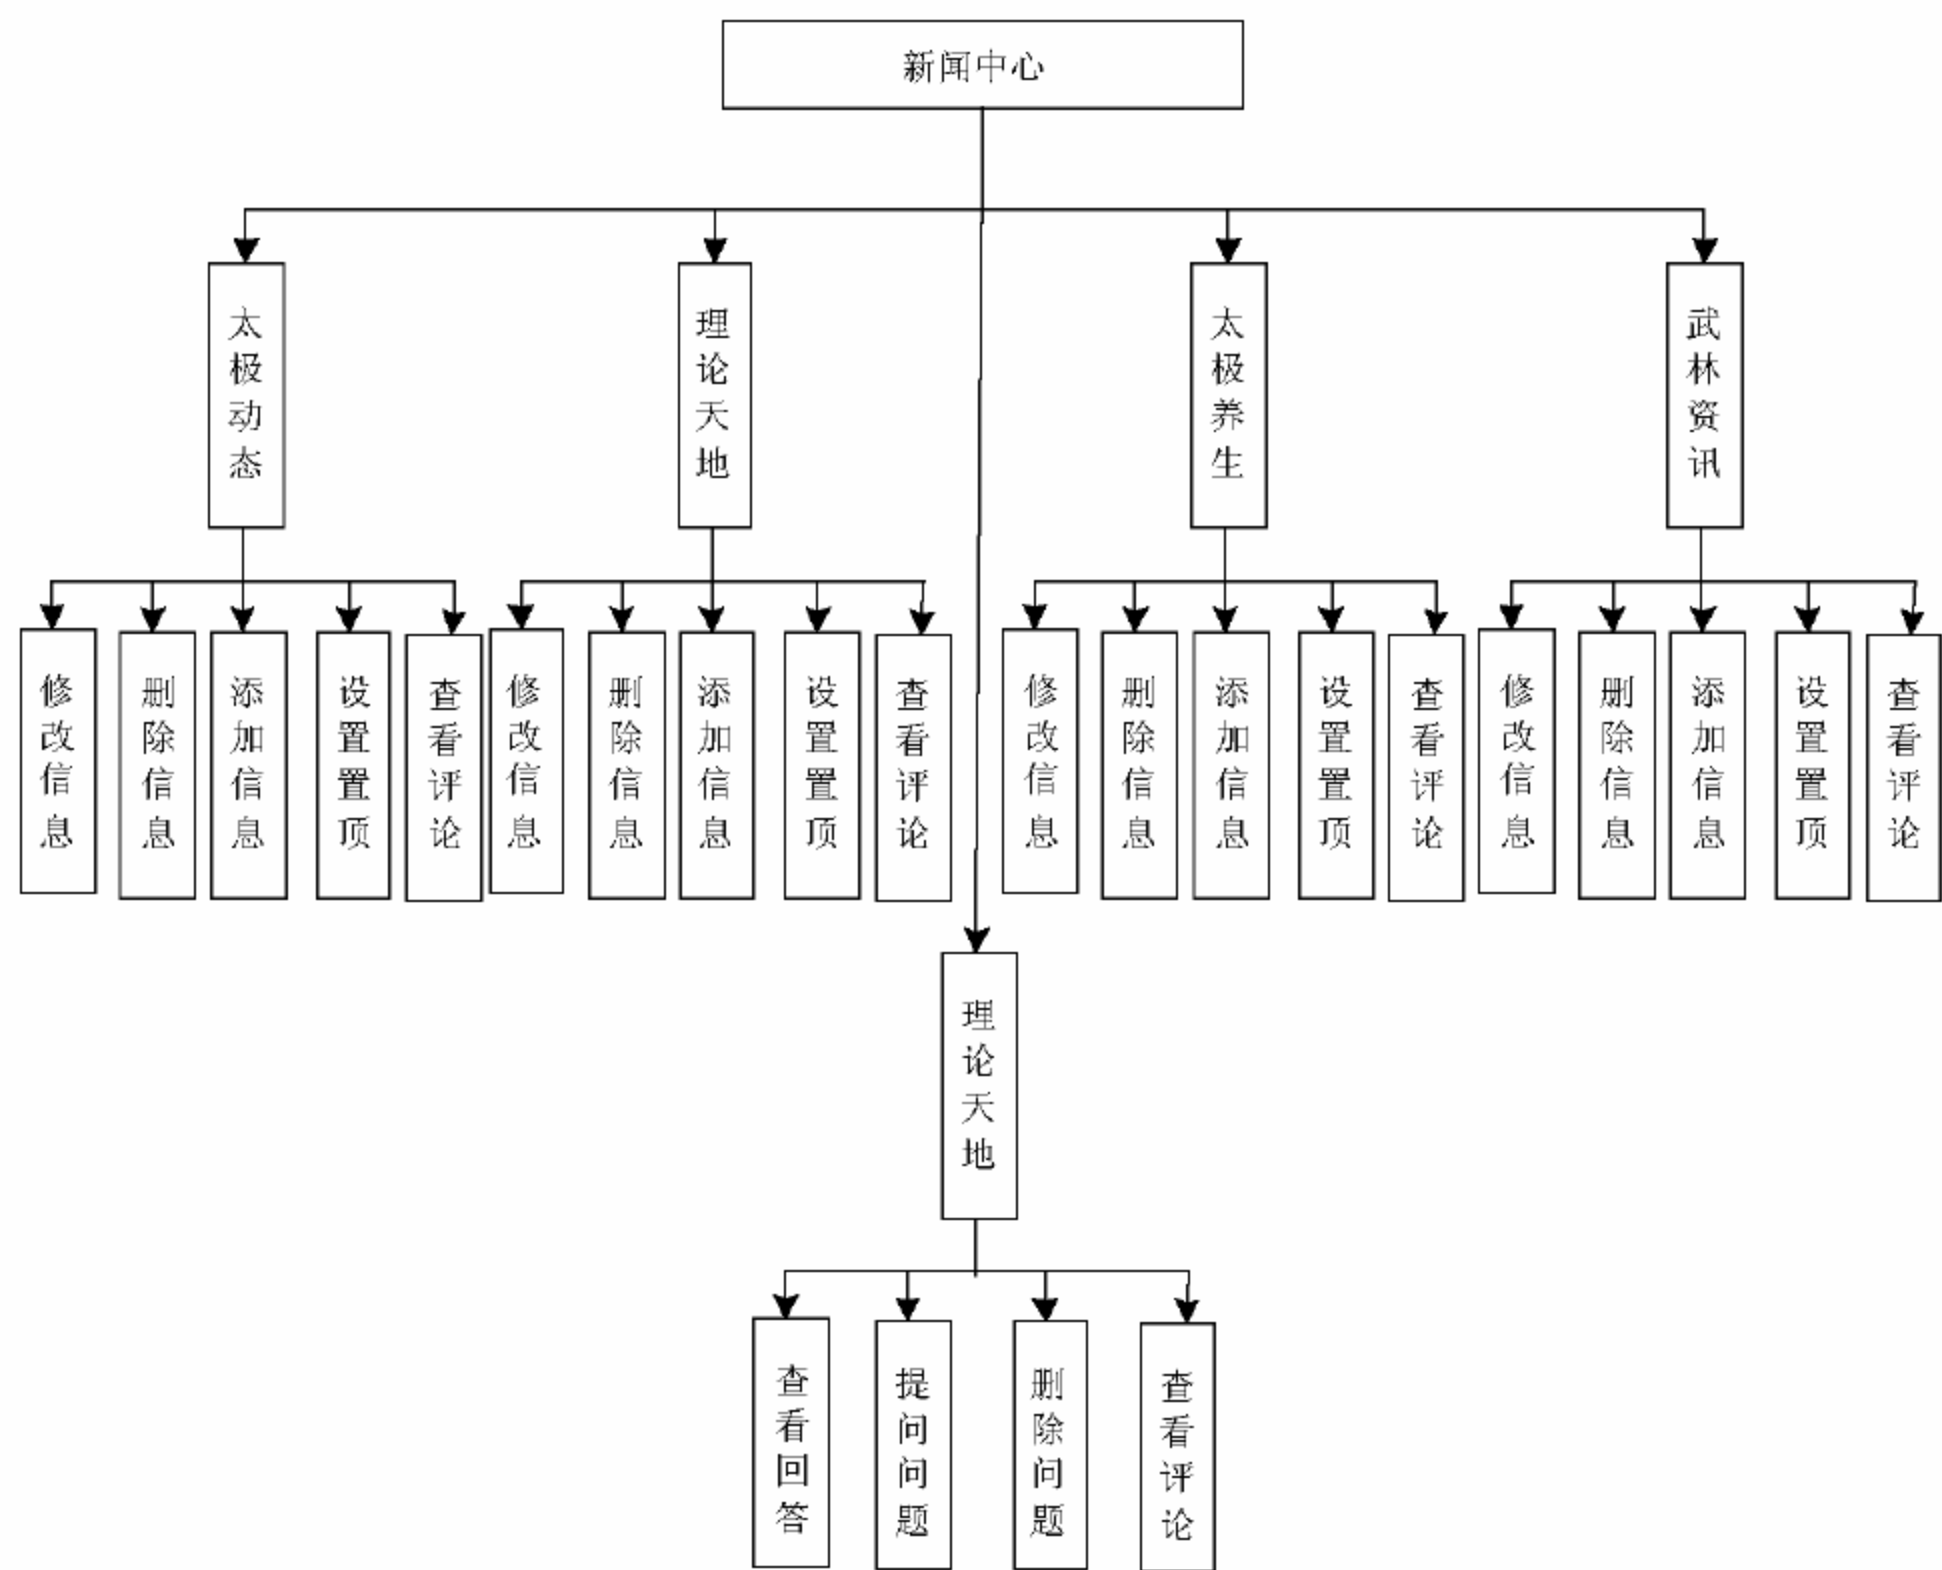 新闻中心
太极动态
理论天地
太极养生
武林资讯
修改信息
删除信息
添加信息
设置置顶
查看评论
修改信息
删除信息
添加信息
设置置顶
查看评论
修改信息
删除信息
添加信息
设置置顶
查看评论
修改信息
删除信息
添加信息
设置置顶
查看评论
理论天地
查看回答
提问问题
删除问题
查看评论